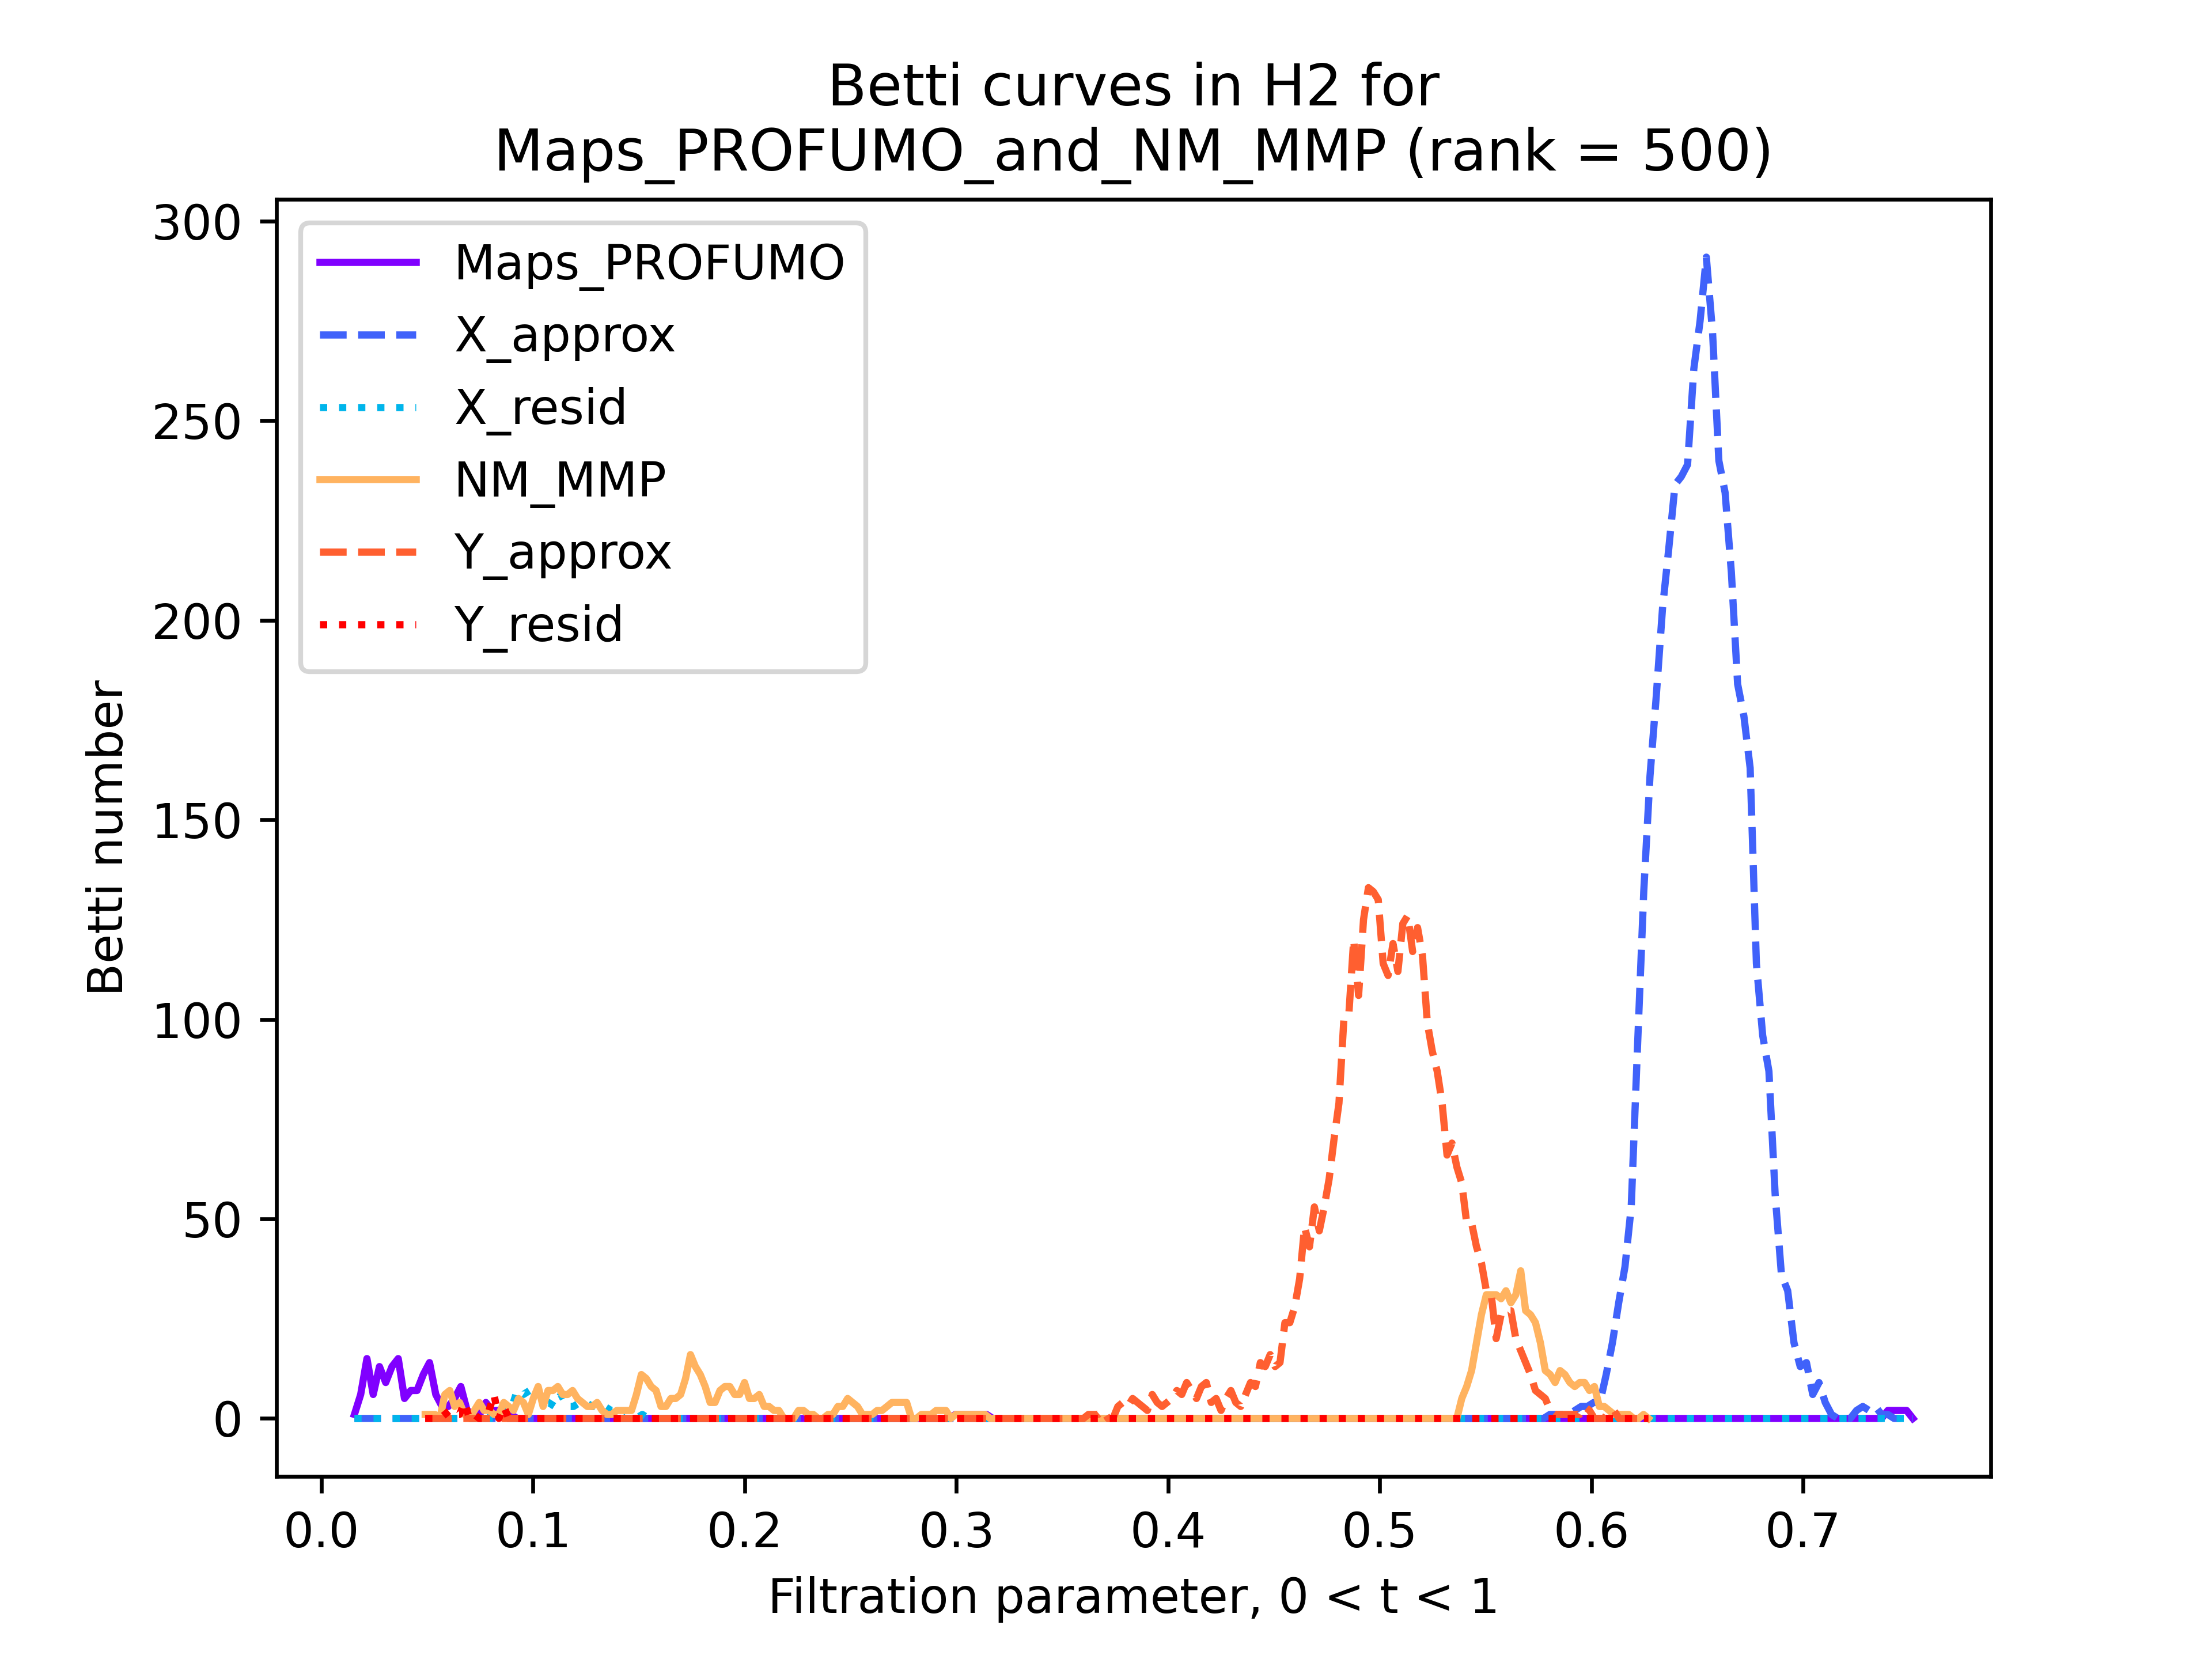 Betti curves in H2 for
Maps_PROFUMO_and_NM_MMP (rank = 500)
300
250
200
150
100
50
0
Betti number
Maps_PROFUMO
X_approx
X_resid
NM_MMP
Y_approx
Y_resid
0.0 0.1 0.2 0.3 0.4 0.5 0.6 0.7
Filtration parameter, 0 < t < 1